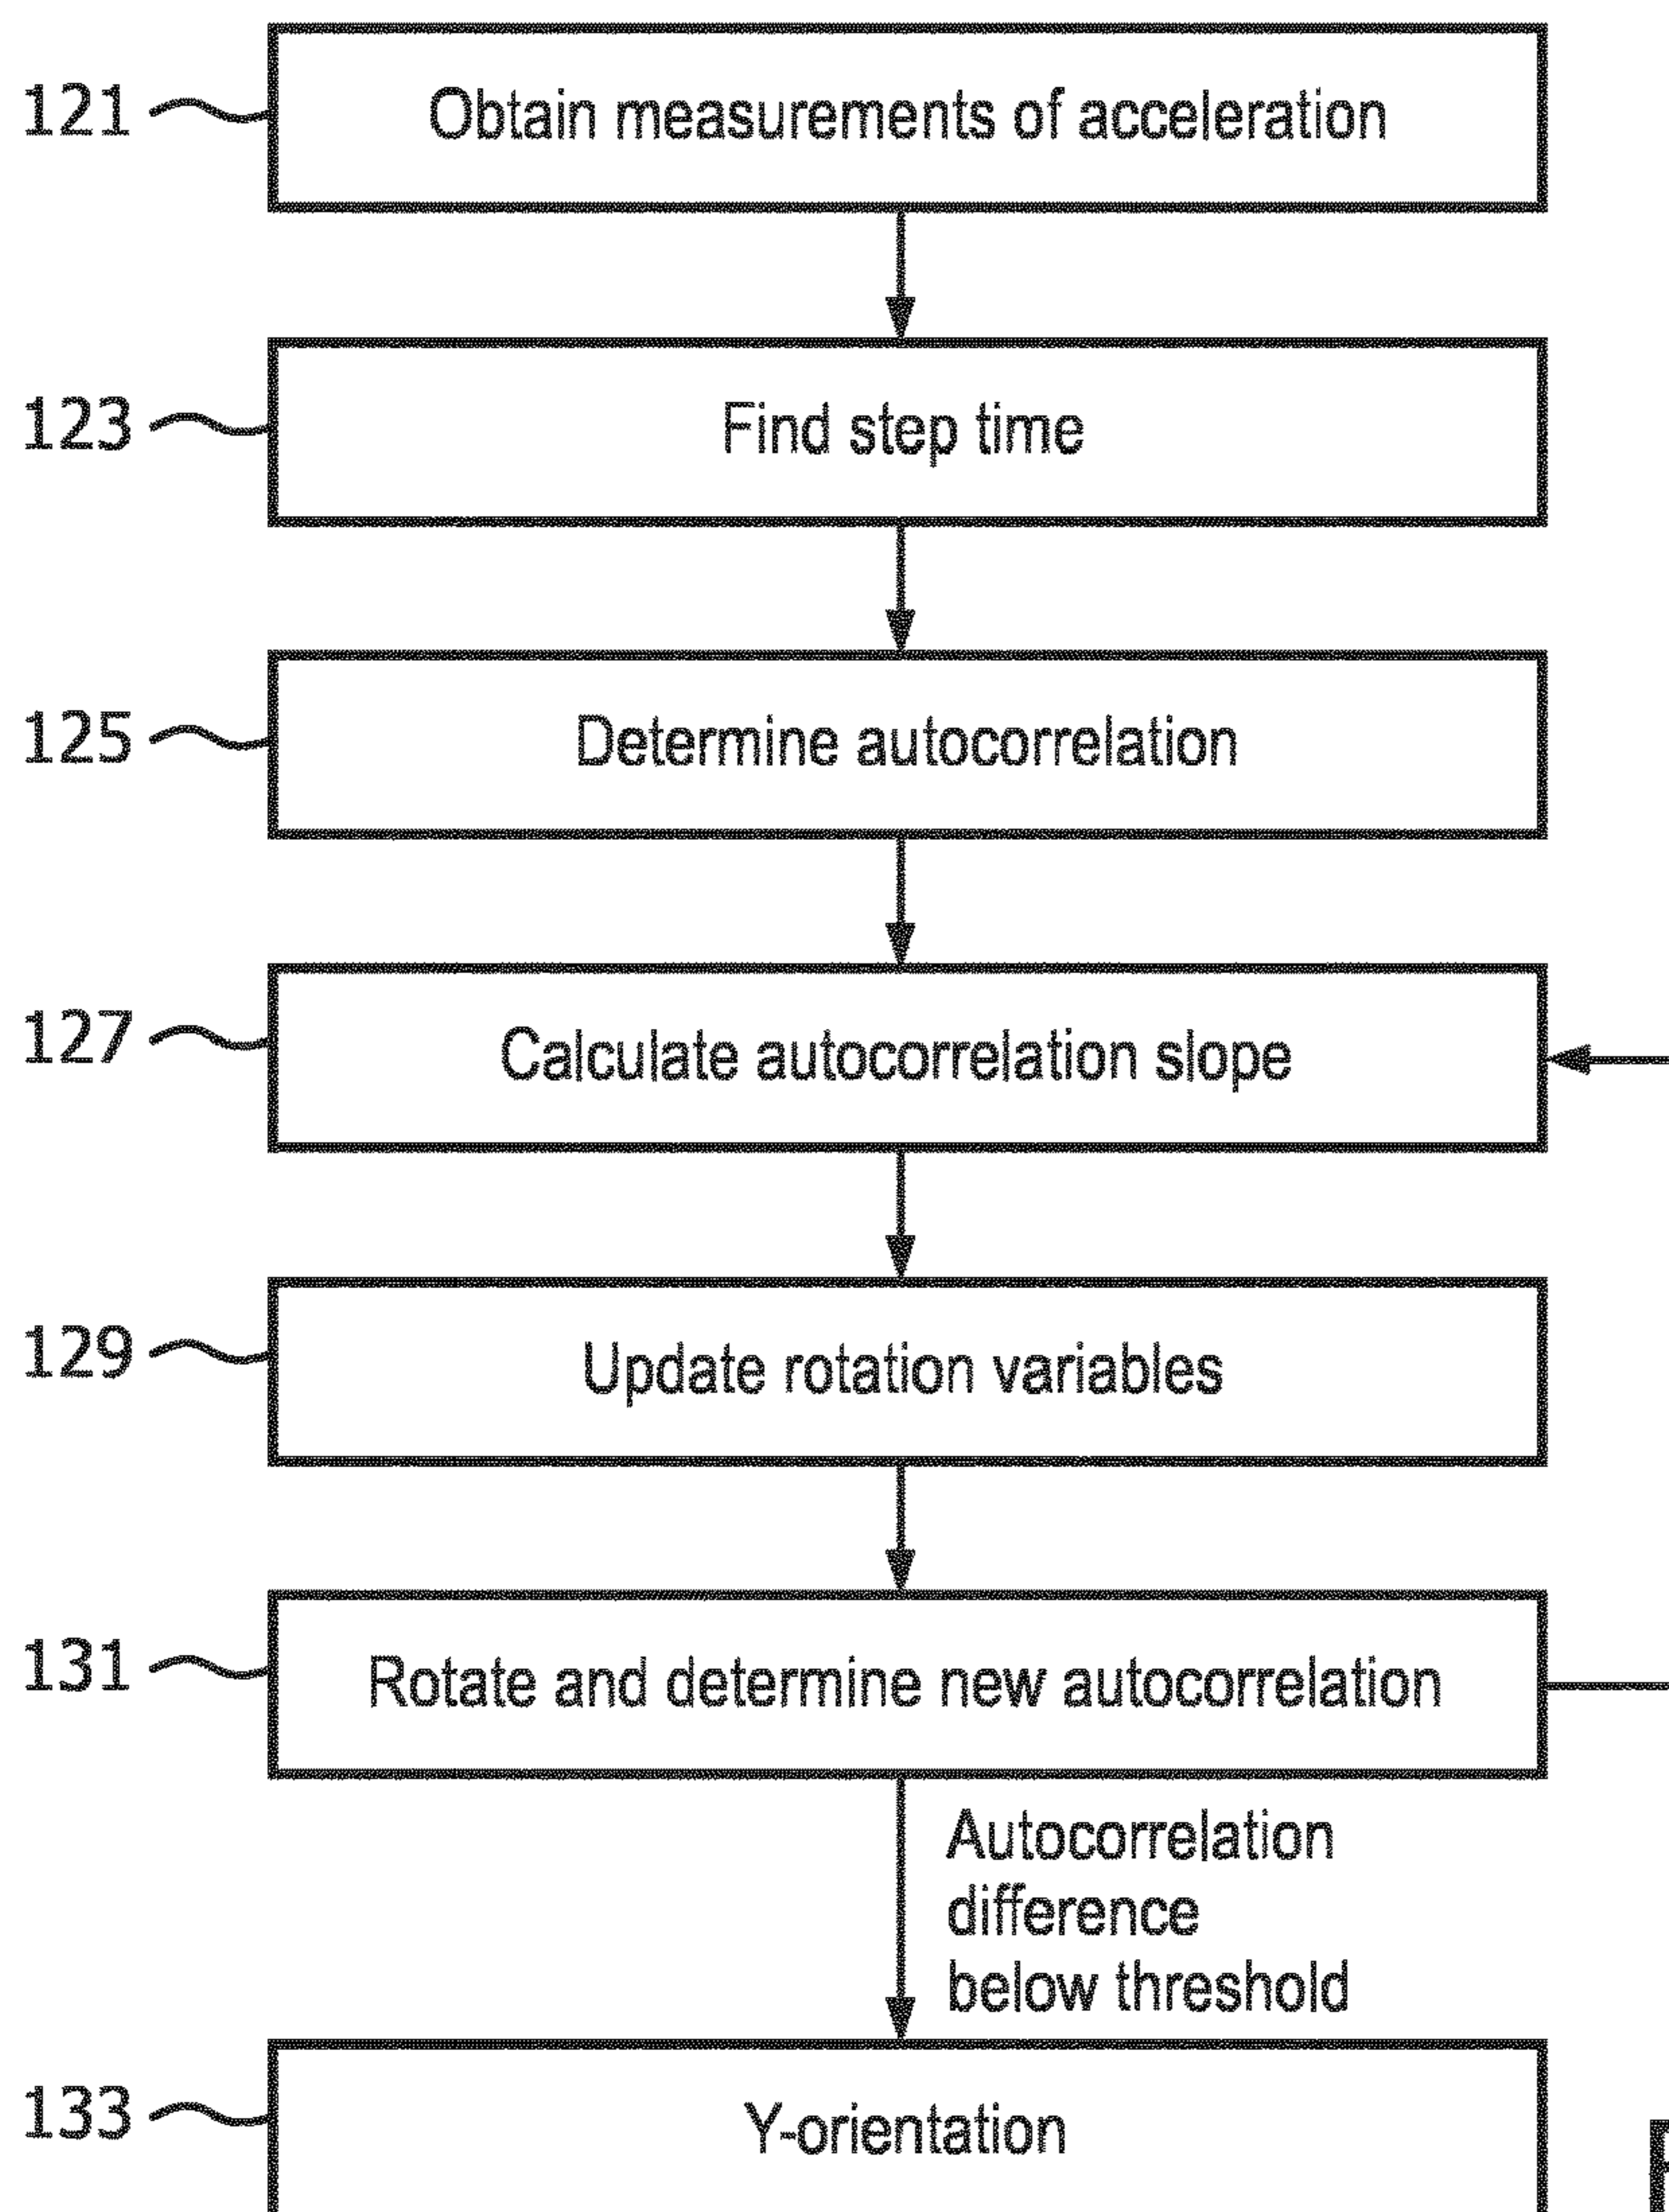 121 Obtain measurements of acceleration
123 Find step time
125 Determine autocorrelation
127 Calculate autocorrelation slope
129 Update rotation variables
131 Rotate and determine new autocorrelation
Autocorrelation
difference
below threshold
133 Y-orientation